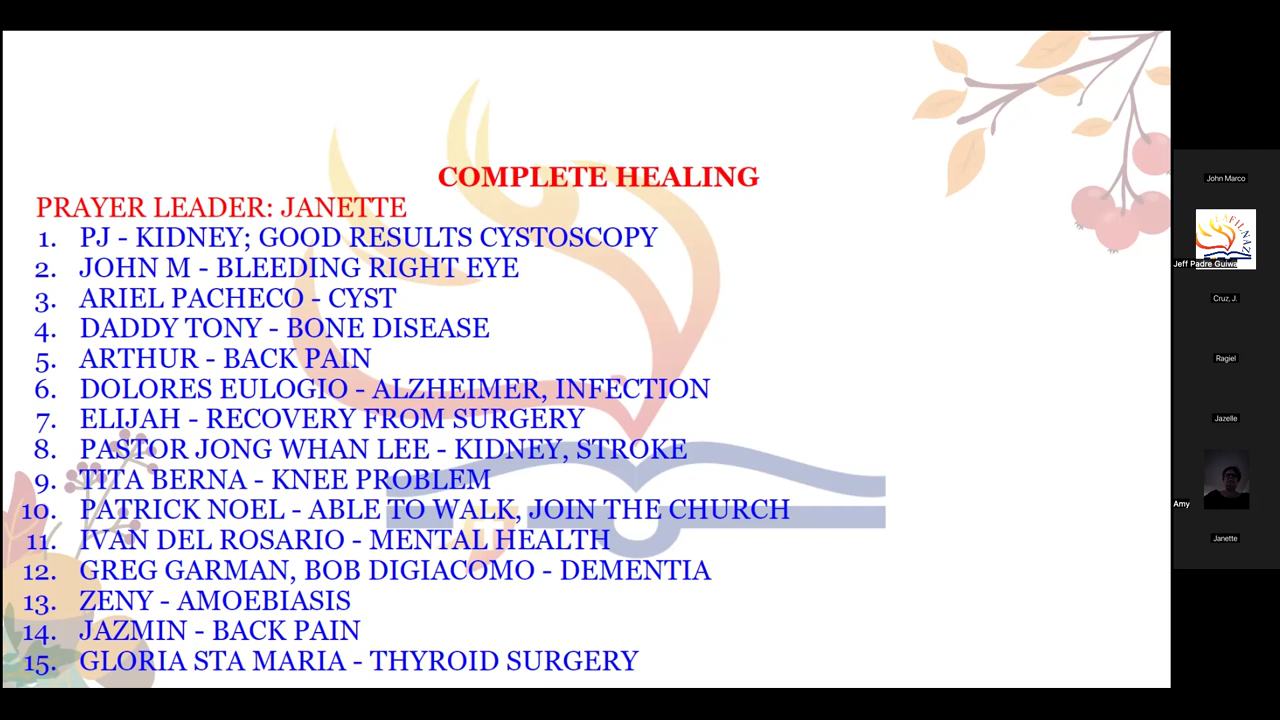 COMPLETE HEALING
PRAYER LEADER: JANETTE
1. PJ - KIDNEY; GOOD RESULTS CYSTOSCOPY
2. JOHN M - BLEEDING RIGHT EYE
3. ARIEL PACHECO - CYST
4. DADDY TONY - BONE DISEASE
5. ARTHUR - BACK PAIN
6. DOLORES EULOGIO - ALZHEIMER, INFECTION
7. ELIJAH - RECOVERY FROM SURGERY
8. PASTOR JONG WHAN LEE - KIDNEY, STROKE
9. TITA BERNA - KNEE PROBLEM
10. PATRICK NOEL - ABLE TO WALK, JOIN THE CHURCH
11. IVAN DEL ROSARIO - MENTAL HEALTH
12. GREG GARMAN, BOB DIGIACOMO - DEMENTIA
13. ZENY - AMOEBIASIS
14. JAZMIN - BACK PAIN
15. GLORIA STA MARIA - THYROID SURGERY
John Marco
Jeff Padre Guiwa
Cruz, J.
Ragiel
Jazelle
Amy
Janette